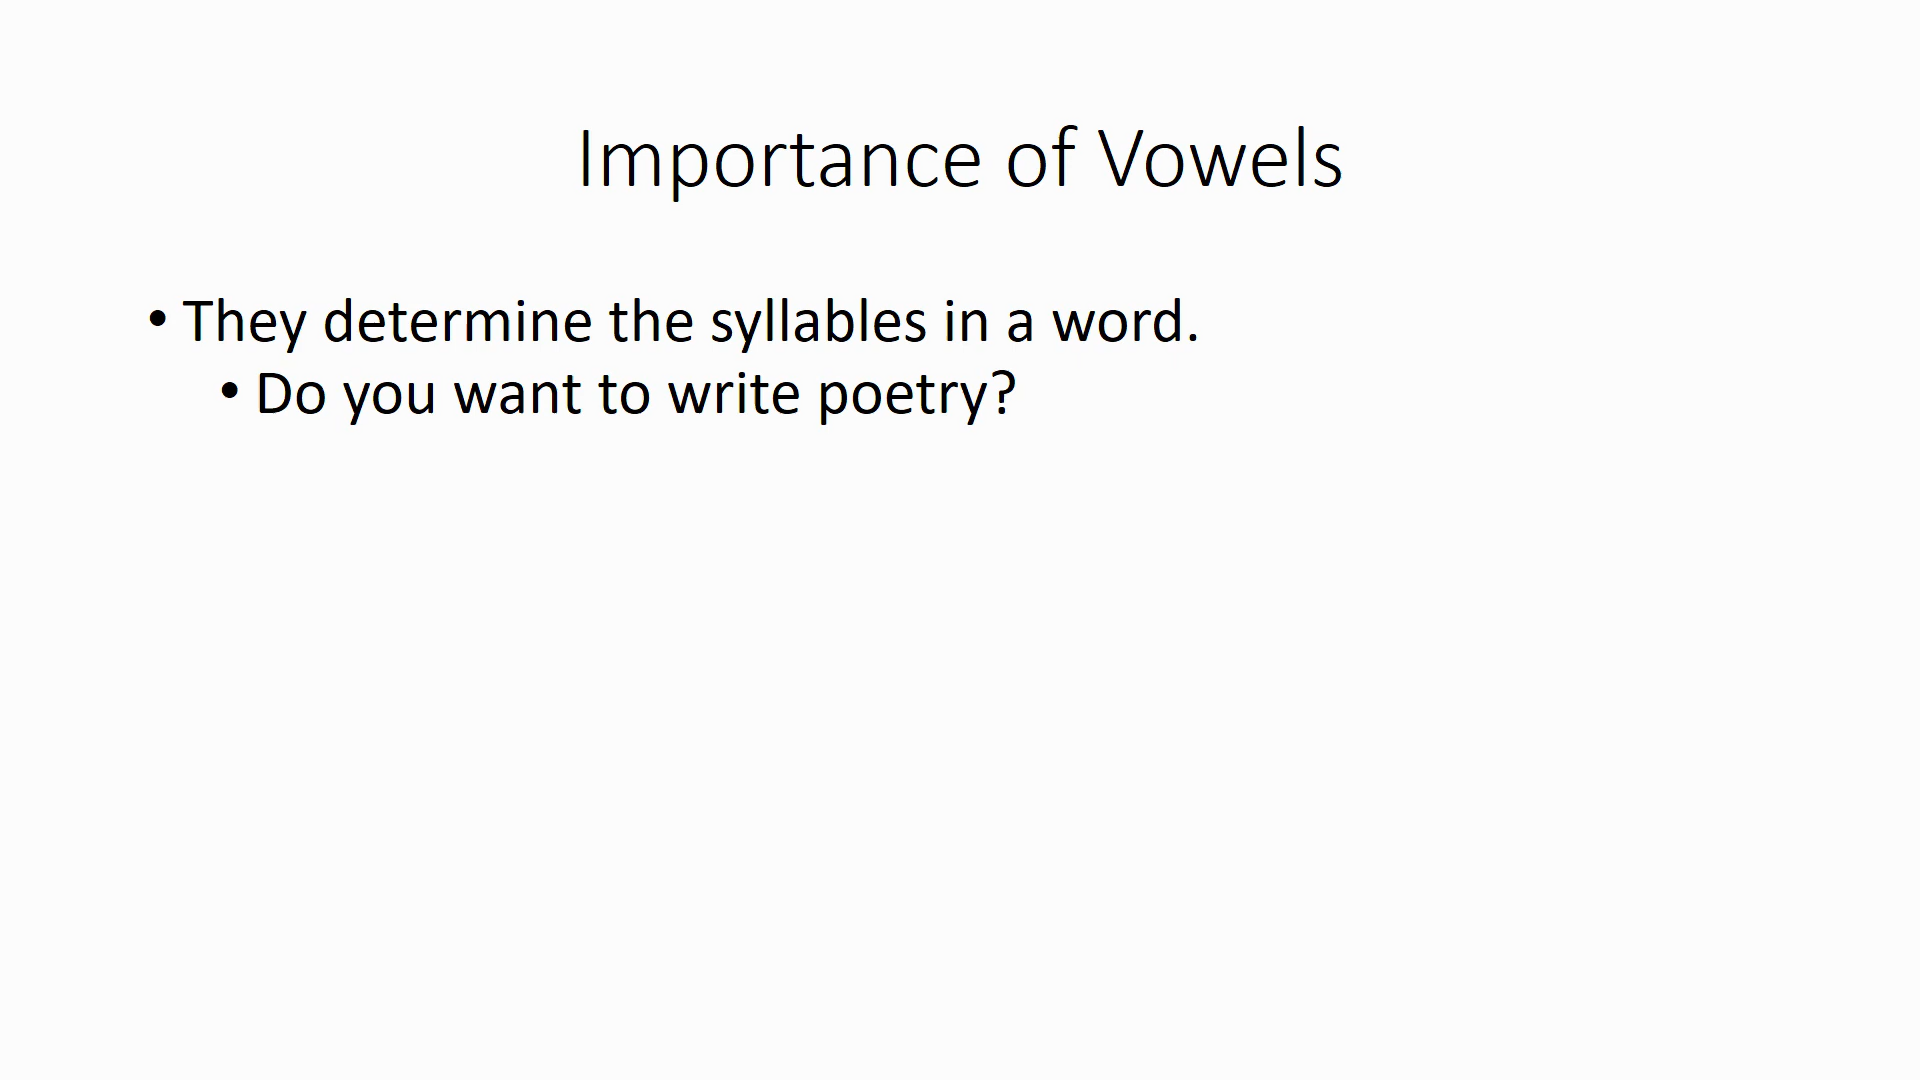 Importance of Vowels
• They determine the syllables in a word.
• Do you want to write poetry?